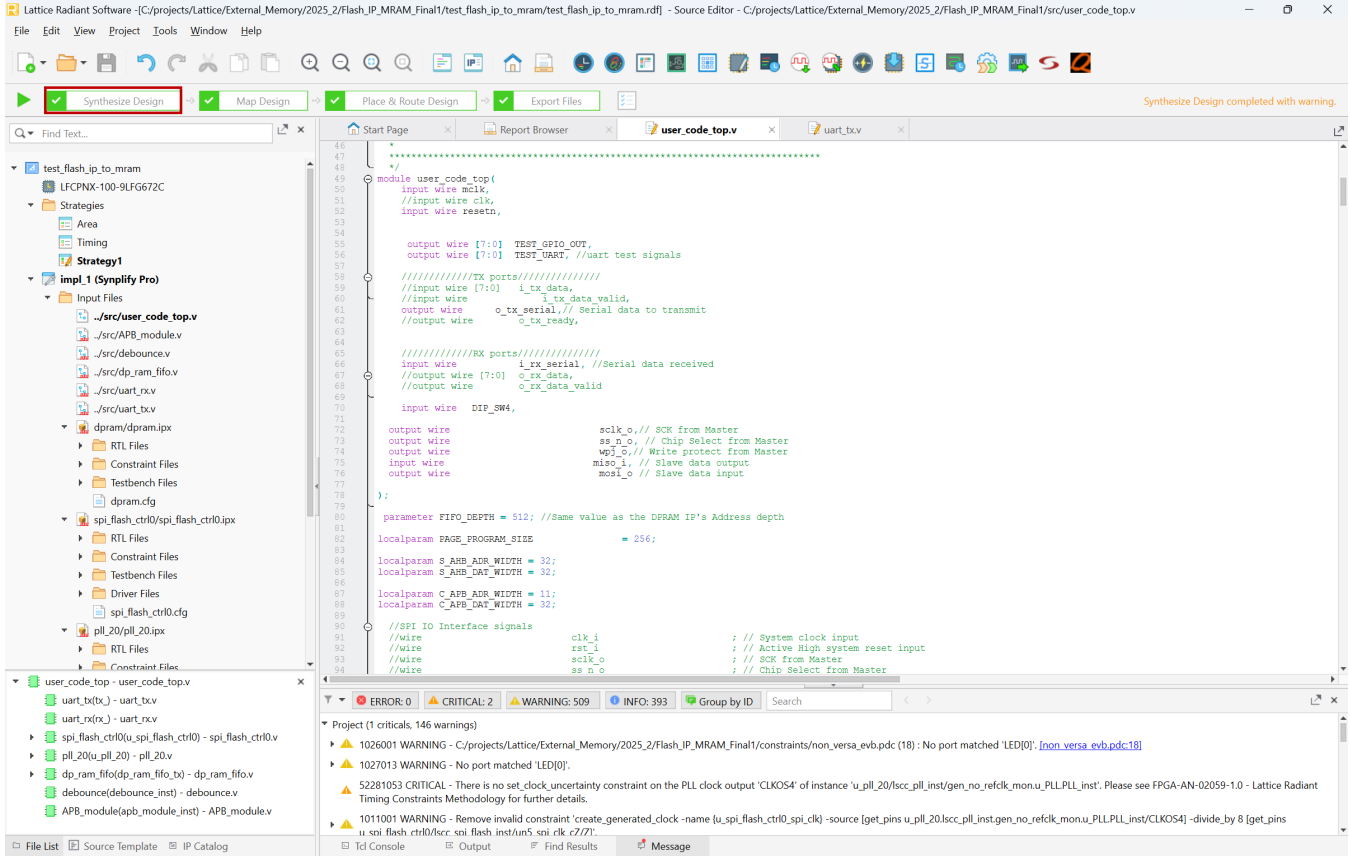 Lattice Radiant Software -[C:/projects/Lattice/External_Memory/2025_2/Flash_IP_MRAM_Final1/test_flash_ip_to_mram/test_flash_ip_to_mram.rdf] - Source Editor - C:/projects/Lattice/External_Memory/2025_2/Flash_IP_MRAM_Final1/src/user_code_top.v
File Edit View Project Tools Window Help
Synthesize Design Map Design Place & Route Design Export Files Synthesize Design completed with warning.
Find Text...
test_flash_ip_to_mram
LFCPNX-100-9LFG672C
Strategies
Area
Timing
Strategy1
impl_1 (Synplify Pro)
Input Files
../src/user_code_top.v
../src/APB_module.v
../src/debounce.v
../src/dp_ram_fifo.v
../src/uart_rx.v
../src/uart_tx.v
dpram/dpram.ipx
RTL Files
Constraint Files
Testbench Files
dpram.cfg
spi_flash_ctrl0/spi_flash_ctrl0.ipx
RTL Files
Constraint Files
Testbench Files
Driver Files
spi_flash_ctrl0.cfg
pll_20/pll_20.ipx
RTL Files
Constraint Files
user_code_top - user_code_top.v
uart_tx(tx_) - uart_tx.v
uart_rx(rx_) - uart_rx.v
spi_flash_ctrl0(u_spi_flash_ctrl0) - spi_flash_ctrl0.v
pll_20(u_pll_20) - pll_20.v
dp_ram_fifo(dp_ram_fifo_tx) - dp_ram_fifo.v
debounce(debounce_inst) - debounce.v
APB_module(apb_module_inst) - APB_module.v
File List Source Template IP Catalog
Start Page Report Browser user_code_top.v uart_tx.v
46 *
47 ******************************************************************************
48 */
49 module user_code_top(
50 input wire mclk,
51 //input wire clk,
52 input wire resetn,
53
54
55 output wire [7:0] TEST_GPIO_OUT,
56 output wire [7:0] TEST_UART, //uart test signals
57
58 /////////////TX ports///////////////
59 //input wire [7:0] i_tx_data,
60 //input wire i_tx_data_valid,
61 output wire o_tx_serial,// Serial data to transmit
62 //output wire o_tx_ready,
63
64
65 /////////////RX ports///////////////
66 input wire i_rx_serial, //Serial data received
67 //output wire [7:0] o_rx_data,
68 //output wire o_rx_data_valid
69
70 input wire DIP_SW4,
71
72 output wire sclk_o,// SCK from Master
73 output wire ss_n_o, // Chip Select from Master
74 output wire wpj_o,// Write protect from Master
75 input wire miso_i, // Slave data output
76 output wire mosi_o // Slave data input
77
78 );
79
80 parameter FIFO_DEPTH = 512; //Same value as the DPRAM IP's Address depth
81
82 localparam PAGE_PROGRAM_SIZE = 256;
83
84 localparam S_AHB_ADR_WIDTH = 32;
85 localparam S_AHB_DAT_WIDTH = 32;
86
87 localparam C_APB_ADR_WIDTH = 11;
88 localparam C_APB_DAT_WIDTH = 32;
89
90 //SPI IO Interface signals
91 //wire clk_i ; // System clock input
92 //wire rst_i ; // Active High system reset input
93 //wire sclk_o ; // SCK from Master
94 //wire ss_n_o ; // Chip Select from Master
ERROR: 0 CRITICAL: 2 WARNING: 509 INFO: 393 Group by ID Search
Project (1 criticals, 146 warnings)
1026001 WARNING - C:/projects/Lattice/External_Memory/2025_2/Flash_IP_MRAM_Final1/constraints/non_versa_evb.pdc (18) : No port matched 'LED[0]'. [non_versa_evb.pdc:18]
1027013 WARNING - No port matched 'LED[0]'.
52281053 CRITICAL - There is no set_clock_uncertainty constraint on the PLL clock output 'CLKOS4' of instance 'u_pll_20/lscc_pll_inst/gen_no_refclk_mon.u_PLL.PLL_inst'. Please see FPGA-AN-02059-1.0 - Lattice Radiant
Timing Constraints Methodology for further details.
1011001 WARNING - Remove invalid constraint 'create_generated_clock -name {u_spi_flash_ctrl0_spi_clk} -source [get_pins u_pll_20.lscc_pll_inst.gen_no_refclk_mon.u_PLL.PLL_inst/CLKOS4] -divide_by 8 [get_pins
u_spi_flash_ctrl0/lscc_spi_flash_inst/un5_spi_clk_cZ/Z]'.
Tcl Console Output Find Results Message